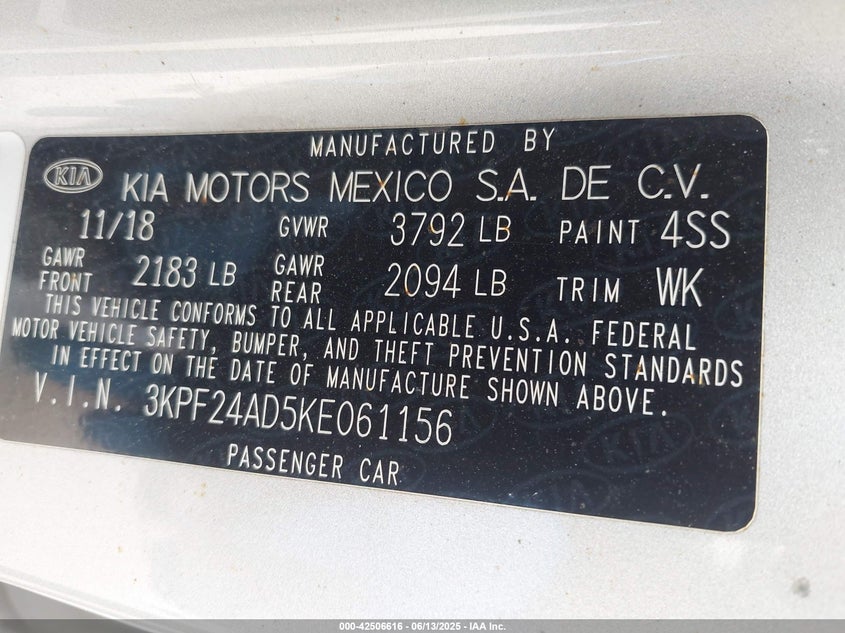 MANUFACTURED BY
KIA KIA MOTORS MEXICO S.A. DE C.V.
11/18 GVWR 3792 LB PAINT 4SS
GAWR FRONT 2183 LB GAWR REAR 2094 LB TRIM WK
THIS VEHICLE CONFORMS TO ALL APPLICABLE U.S.A. FEDERAL
MOTOR VEHICLE SAFETY, BUMPER, AND THEFT PREVENTION STANDARDS
IN EFFECT ON THE DATE OF MANUFACTURE SHOWN ABOVE.
V.I.N. 3KPF24AD5KE061156
PASSENGER CAR
000-42506616 - 06/13/2025 - IAA Inc.